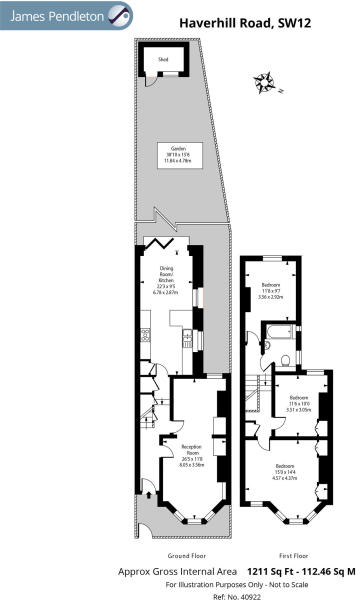 James Pendleton
Haverhill Road, SW12
Shed
N
Garden
38'10 x 15'8
11.84 x 4.78m
Dining
Room/
Kitchen
22'3 x 9'5
6.78 x 2.87m
Bedroom
11'8 x 9'7
3.56 x 2.92m
Bedroom
11'6 x 10'0
3.51 x 3.05m
Reception
Room
26'5 x 11'8
8.05 x 3.56m
Bedroom
15'0 x 14'4
4.57 x 4.37m
Ground Floor
First Floor
Approx Gross Internal Area 1211 Sq Ft - 112.46 Sq M
For Illustration Purposes Only - Not to Scale
Ref: No. 40922